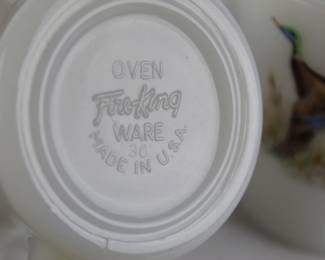 OVEN
Fire-King
WARE
36
MADE IN U.S.A.